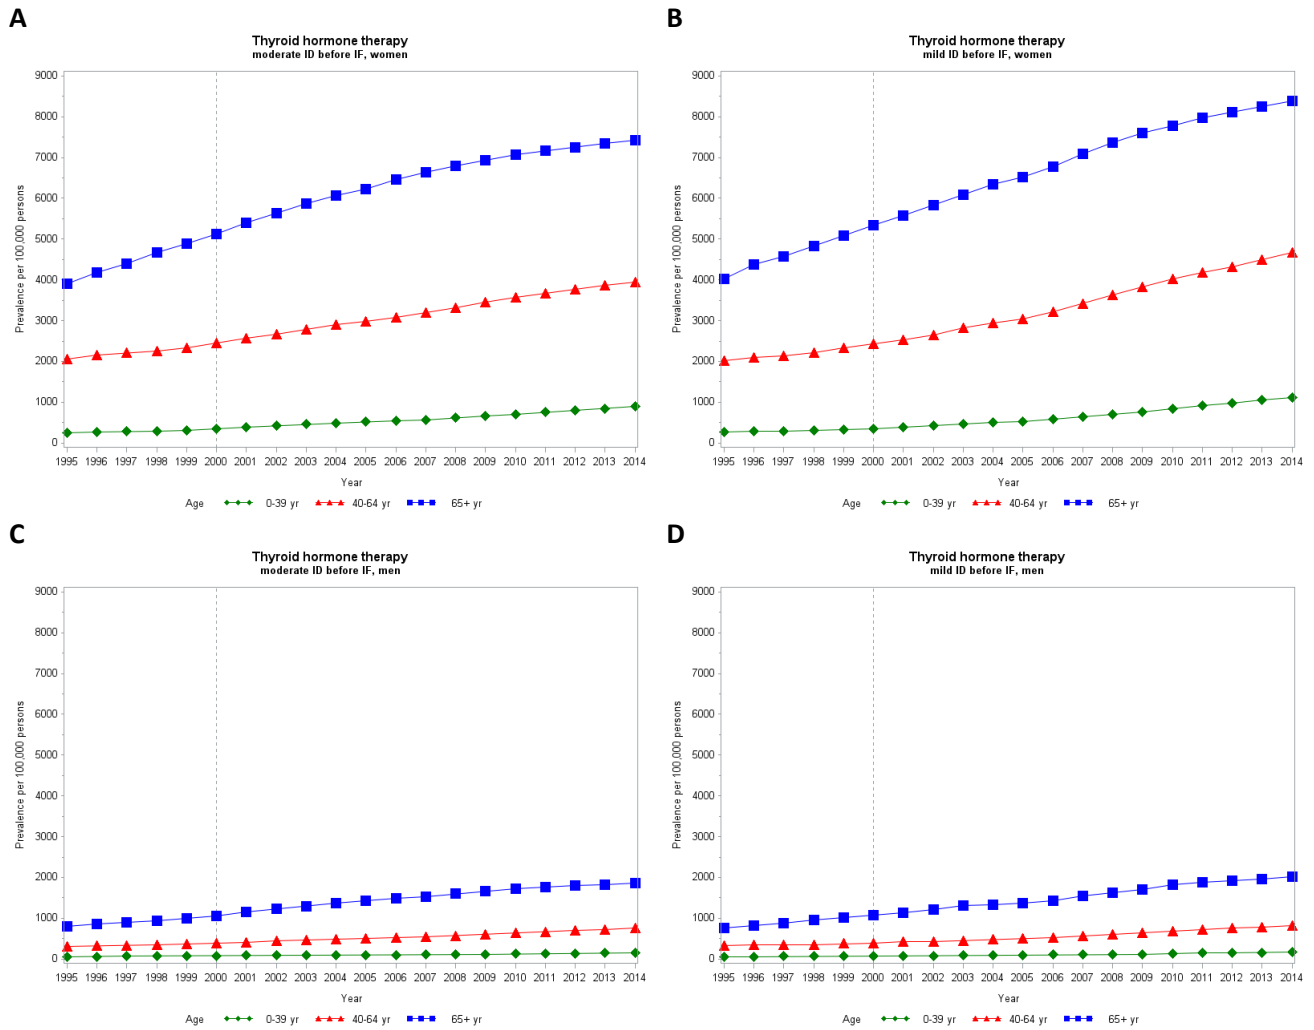 A
Thyroid hormone therapy
moderate ID before IF, women
Prevalence per 100,000 persons
9000
8000
7000
6000
5000
4000
3000
2000
1000
0
1995 1996 1997 1998 1999 2000 2001 2002 2003 2004 2005 2006 2007 2008 2009 2010 2011 2012 2013 2014
Year
Age 0-39 yr 40-64 yr 65+ yr
B
Thyroid hormone therapy
mild ID before IF, women
Prevalence per 100,000 persons
9000
8000
7000
6000
5000
4000
3000
2000
1000
0
1995 1996 1997 1998 1999 2000 2001 2002 2003 2004 2005 2006 2007 2008 2009 2010 2011 2012 2013 2014
Year
Age 0-39 yr 40-64 yr 65+ yr
C
Thyroid hormone therapy
moderate ID before IF, men
Prevalence per 100,000 persons
9000
8000
7000
6000
5000
4000
3000
2000
1000
0
1995 1996 1997 1998 1999 2000 2001 2002 2003 2004 2005 2006 2007 2008 2009 2010 2011 2012 2013 2014
Year
Age 0-39 yr 40-64 yr 65+ yr
D
Thyroid hormone therapy
mild ID before IF, men
Prevalence per 100,000 persons
9000
8000
7000
6000
5000
4000
3000
2000
1000
0
1995 1996 1997 1998 1999 2000 2001 2002 2003 2004 2005 2006 2007 2008 2009 2010 2011 2012 2013 2014
Year
Age 0-39 yr 40-64 yr 65+ yr